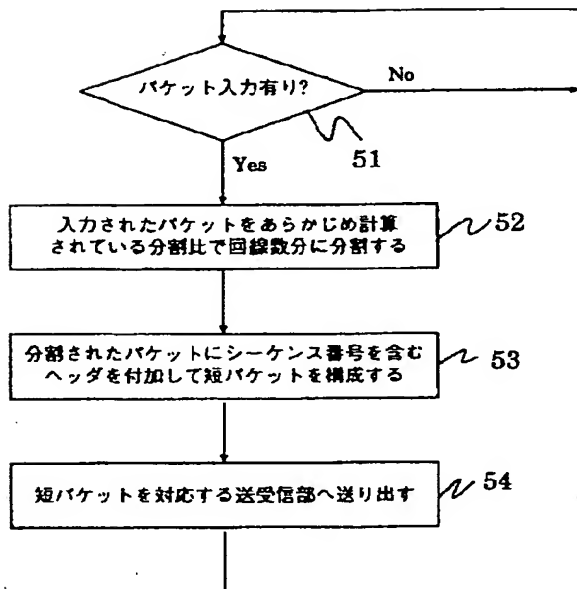 パケット入力有り?
No
51
Yes
入力されたパケットをあらかじめ計算
されている分割比で回線数分に分割する
52
分割されたパケットにシーケンス番号を含む
ヘッダを付加して短パケットを構成する
53
短パケットを対応する送受信部へ送り出す
54